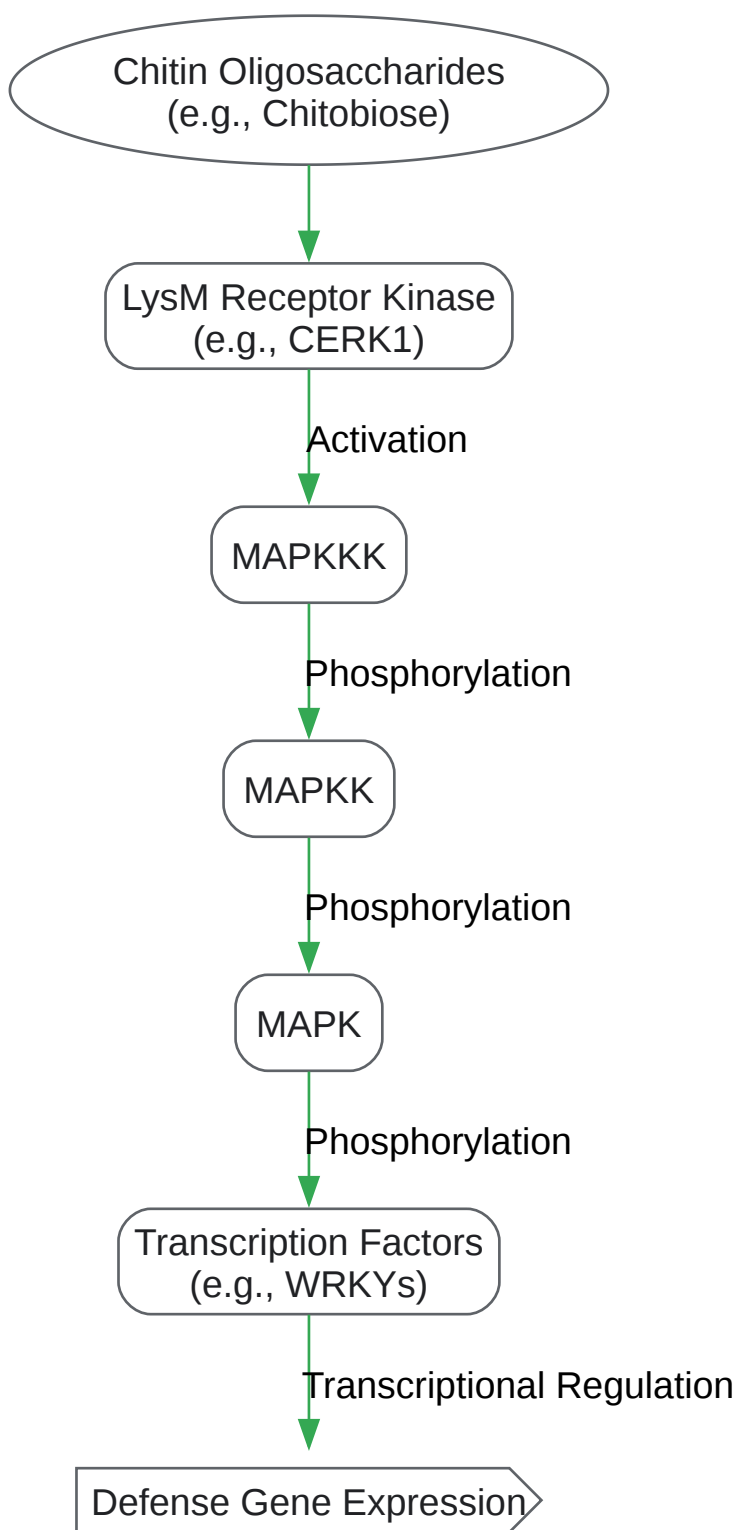 Chitin Oligosaccharides
(e.g., Chitobiose)
LysM Receptor Kinase
(e.g., CERK1)
Activation
MAPKKK
Phosphorylation
MAPKK
Phosphorylation
MAPK
Phosphorylation
Transcription Factors
(e.g., WRKYs)
Transcriptional Regulation
Defense Gene Expression